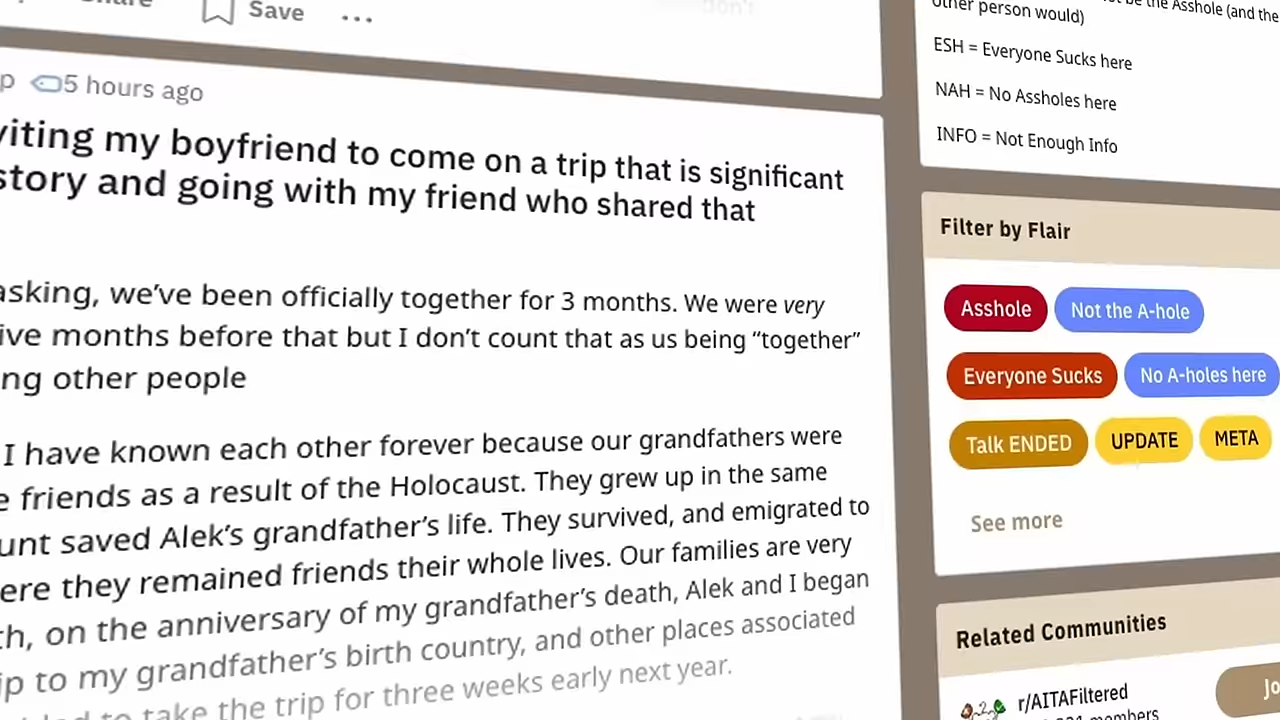 Save
...
5 hours ago
my boyfriend to come on a trip that is significant
story and going with my friend who shared that
asking, we've been officially together for 3 months. We were very
months before that but I don't count that as us being “together”
other people
I have known each other forever because our grandfathers were
friends as a result of the Holocaust. They grew up in the same
saved Alek's grandfather's life. They survived, and emigrated to
they remained friends their whole lives. Our families are very
on the anniversary of my grandfather's death, Alek and I began
to my grandfather's birth country, and other places associated
to take the trip for three weeks early next year.
be the Asshole (and the
other person would)
ESH = Everyone Sucks here
NAH = No Assholes here
INFO = Not Enough Info
Filter by Flair
Asshole
Not the A-hole
Everyone Sucks
No A-holes here
Talk ENDED
UPDATE
META
See more
Related Communities
r/AITAFiltered
members